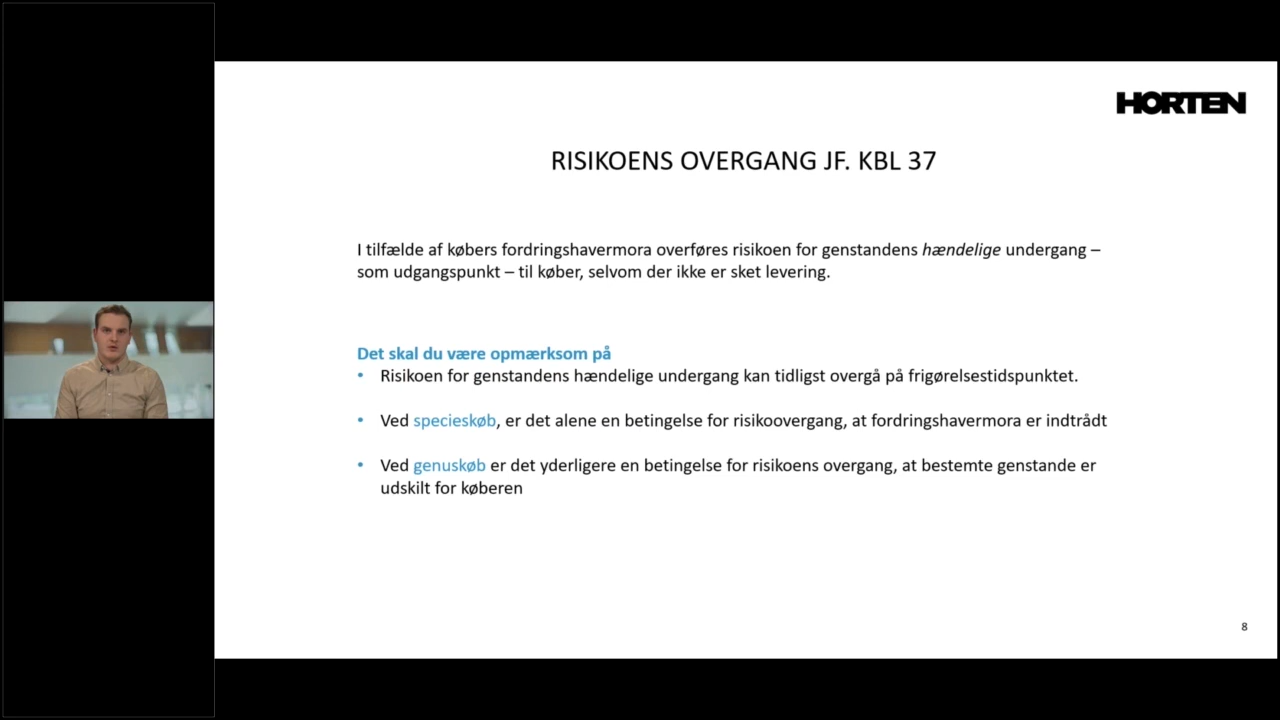 HORTEN
RISIKOENS OVERGANG JF. KBL 37
I tilfælde af købers fordringshavermora overføres risikoen for genstandens hændelige undergang –
som udgangspunkt – til køber, selvom der ikke er sket levering.
Det skal du være opmærksom på
• Risikoen for genstandens hændelige undergang kan tidligst overgå på frigørelsestidspunktet.
• Ved specieskøb, er det alene en betingelse for risikoovergang, at fordringshavermora er indtrådt
• Ved genuskøb er det yderligere en betingelse for risikoens overgang, at bestemte genstande er
udskilt for køberen
8